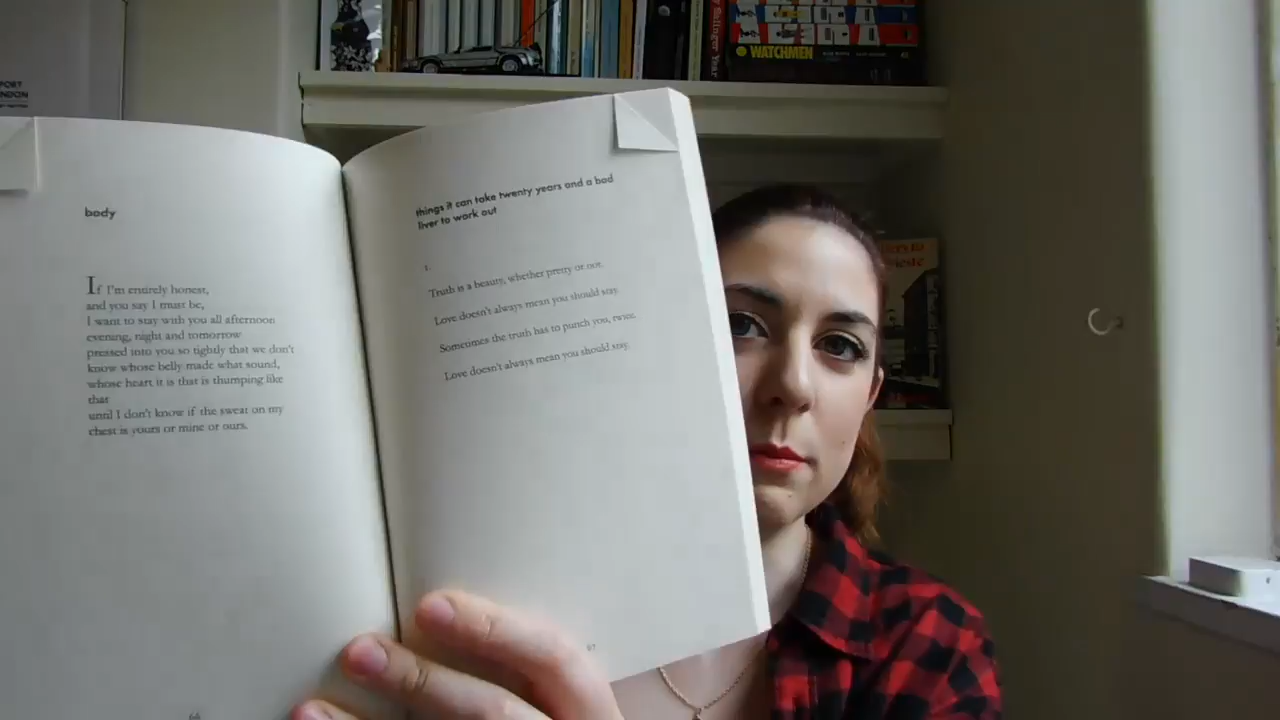 WATCHMEN
body
If I'm entirely honest,
and you say I must be,
I want to stay with you all afternoon
evening, night and tomorrow
pressed into you so tightly that we don't
know whose belly made what sound,
whose heart it is that is thumping like
that
until I don't know if the sweat on my
chest is yours or mine or ours.
things it can take twenty years and a bad
liver to work out
1.
Truth is a beauty, whether pretty or not.
Love doesn't always mean you should stay.
Sometimes the truth has to punch you, twice.
Love doesn't always mean you should stay.
67